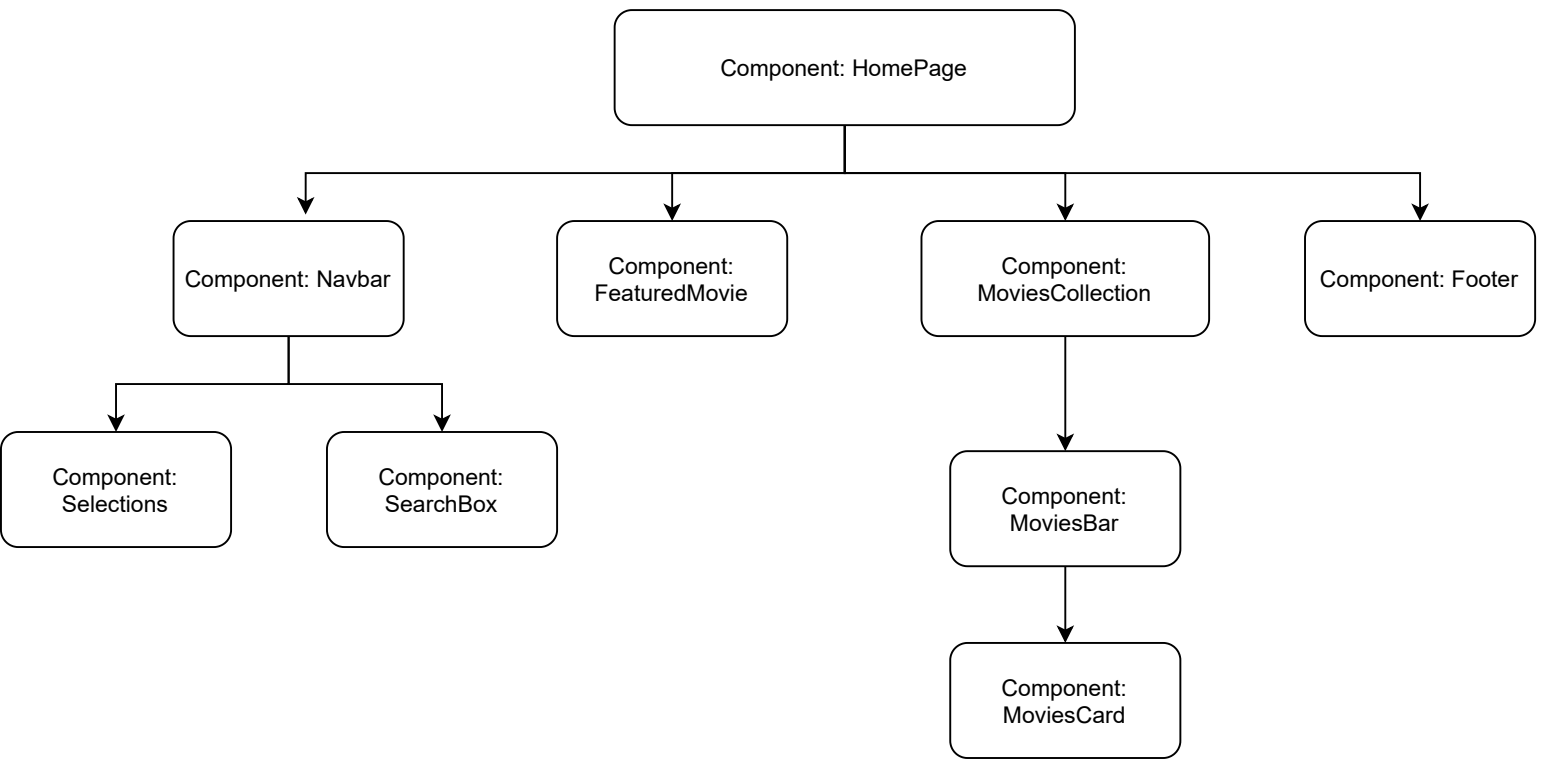 Component: HomePage
Component: Navbar
Component:
FeaturedMovie
Component:
MoviesCollection
Component: Footer
Component:
Selections
Component:
SearchBox
Component:
MoviesBar
Component:
MoviesCard